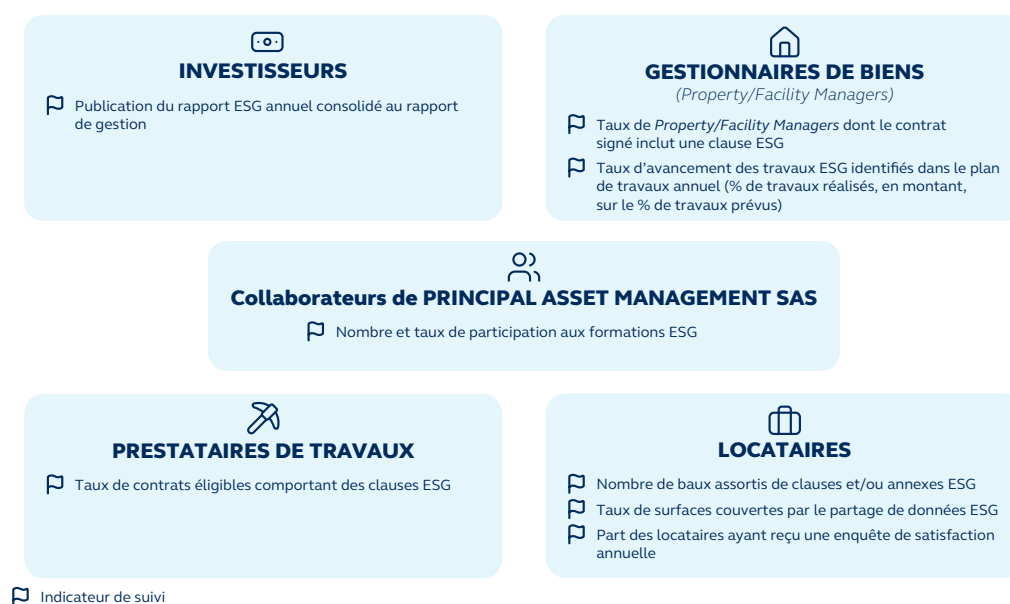 INVESTISSEURS
Publication du rapport ESG annuel consolidé au rapport
de gestion
GESTIONNAIRES DE BIENS
(Property/Facility Managers)
Taux de Property/Facility Managers dont le contrat
signé inclut une clause ESG
Taux d’avancement des travaux ESG identifiés dans le plan
de travaux annuel (% de travaux réalisés, en montant,
sur le % de travaux prévus)
Collaborateurs de PRINCIPAL ASSET MANAGEMENT SAS
Nombre et taux de participation aux formations ESG
PRESTATAIRES DE TRAVAUX
Taux de contrats éligibles comportant des clauses ESG
LOCATAIRES
Nombre de baux assortis de clauses et/ou annexes ESG
Taux de surfaces couvertes par le partage de données ESG
Part des locataires ayant reçu une enquête de satisfaction
annuelle
Indicateur de suivi